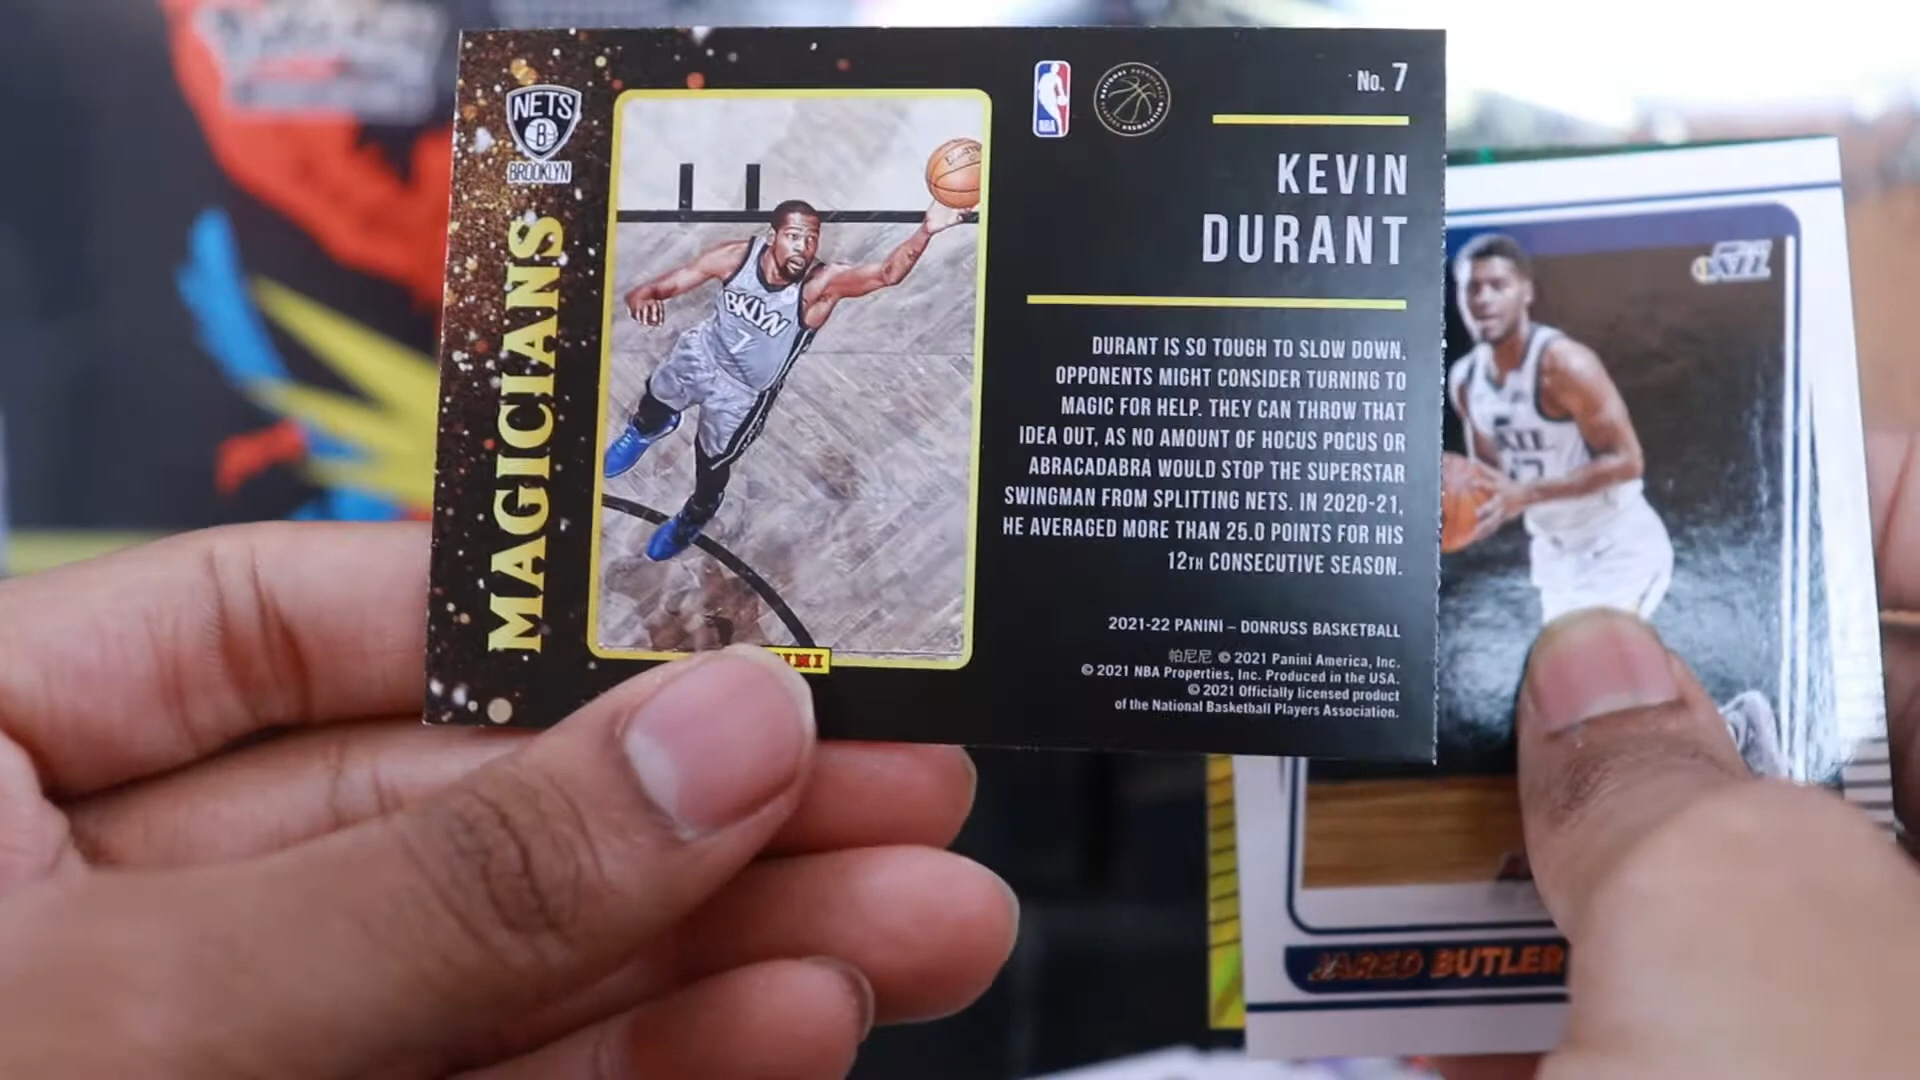 NETS
B
BROOKLYN
MAGICIANS
BKLYN
7
No. 7
KEVIN
DURANT
DURANT IS SO TOUGH TO SLOW DOWN.
OPPONENTS MIGHT CONSIDER TURNING TO
MAGIC FOR HELP. THEY CAN THROW THAT
IDEA OUT, AS NO AMOUNT OF HOCUS POCUS OR
ABRACADABRA WOULD STOP THE SUPERSTAR
SWINGMAN FROM SPLITTING NETS. IN 2020-21,
HE AVERAGED MORE THAN 25.0 POINTS FOR HIS
12TH CONSECUTIVE SEASON.
2021-22 PANINI – DONRUSS BASKETBALL
帕尼尼 © 2021 Panini America, Inc.
© 2021 NBA Properties, Inc. Produced in the USA.
© 2021 Officially licensed product
of the National Basketball Players Association.
NBA
JAZZ
JARED BUTLER